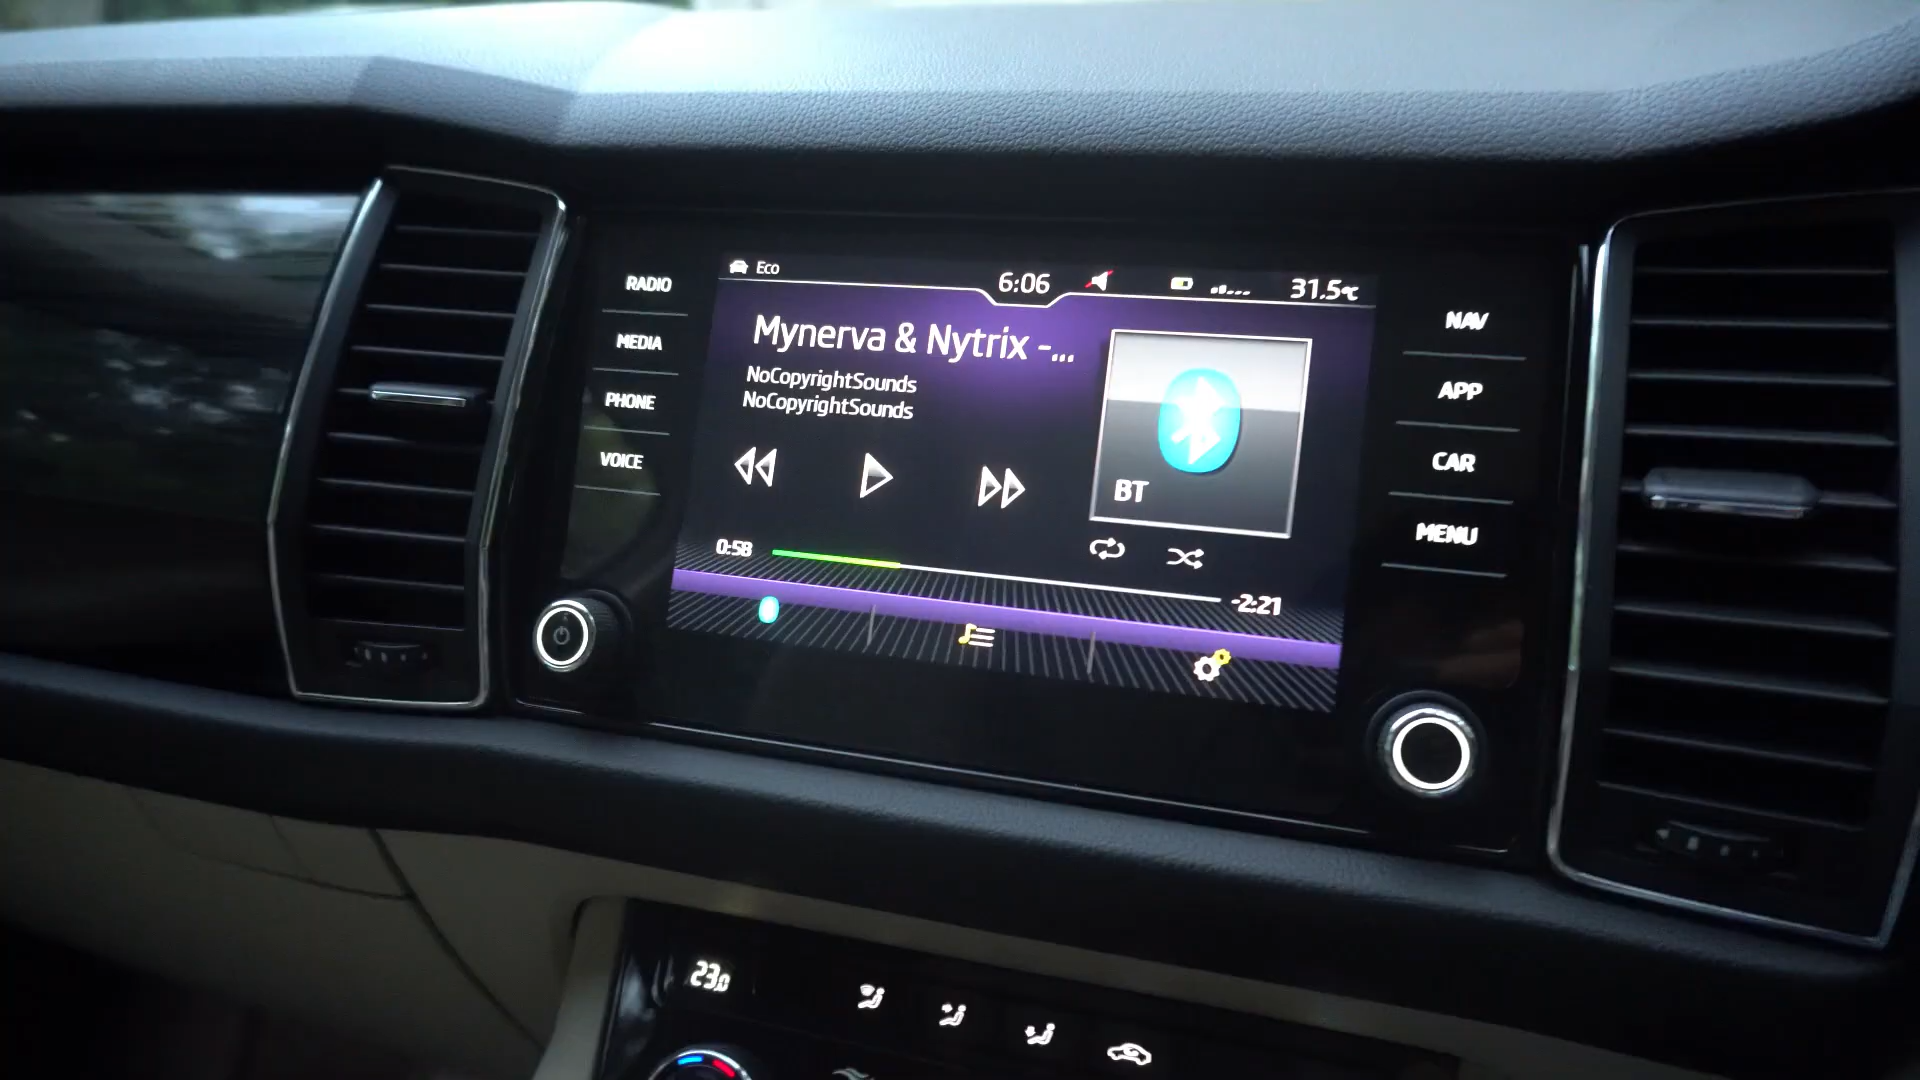 Eco
6:06
31.5°C
RADIO
MEDIA
PHONE
VOICE
Mynerva & Nytrix -...
NoCopyrightSounds
NoCopyrightSounds
BT
0:58
-2:21
NAV
APP
CAR
MENU
23.0